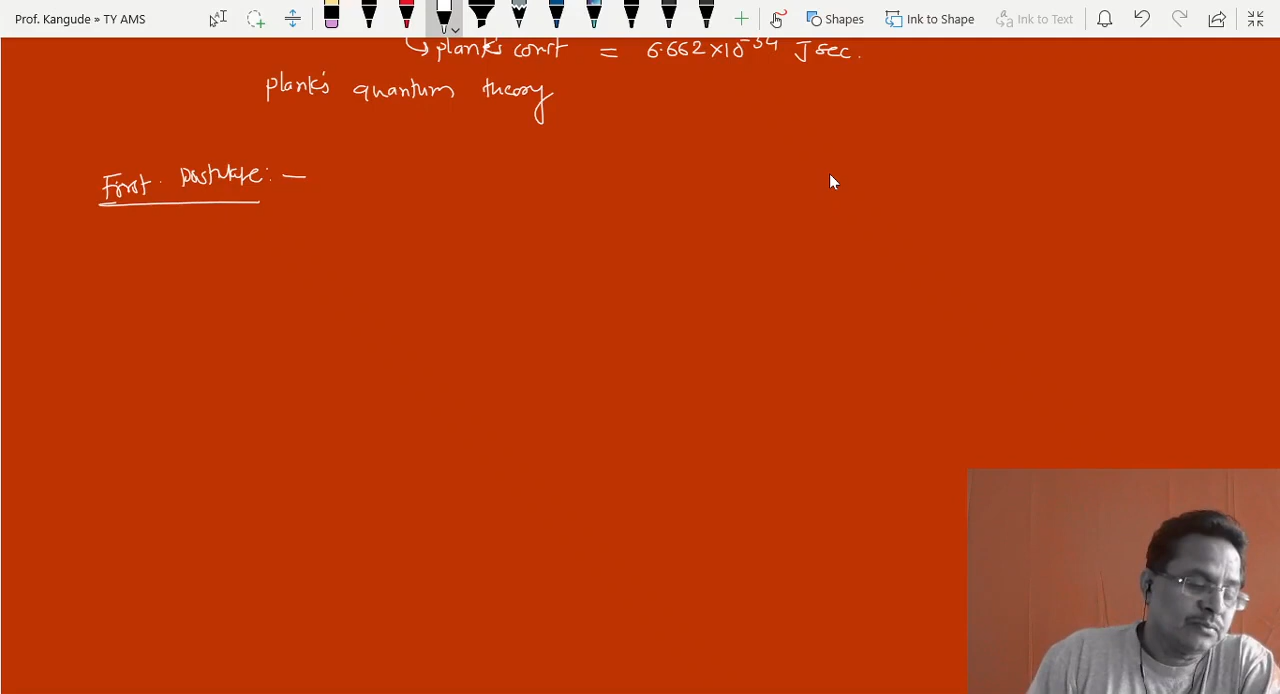 Prof. Kangude » TY AMS Shapes Ink to Shape Ink to Text
↳ plank's const = 6.662×10⁻³⁴ J sec.
plank's quantum theory
First Postulate:—